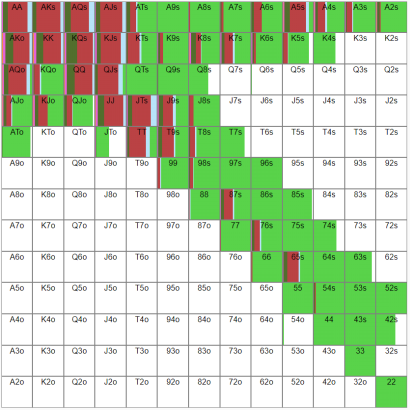 AA AKs AQs AJs ATs A9s A8s A7s A6s A5s A4s A3s A2s
AKo KK KQs KJs KTs K9s K8s K7s K6s K5s K4s K3s K2s
AQo KQo QQ QJs QTs Q9s Q8s Q7s Q6s Q5s Q4s Q3s Q2s
AJo KJo QJo JJ JTs J9s J8s J7s J6s J5s J4s J3s J2s
ATo KTo QTo JTo TT T9s T8s T7s T6s T5s T4s T3s T2s
A9o K9o Q9o J9o T9o 99 98s 97s 96s 95s 94s 93s 92s
A8o K8o Q8o J8o T8o 98o 88 87s 86s 85s 84s 83s 82s
A7o K7o Q7o J7o T7o 97o 87o 77 76s 75s 74s 73s 72s
A6o K6o Q6o J6o T6o 96o 86o 76o 66 65s 64s 63s 62s
A5o K5o Q5o J5o T5o 95o 85o 75o 65o 55 54s 53s 52s
A4o K4o Q4o J4o T4o 94o 84o 74o 64o 54o 44 43s 42s
A3o K3o Q3o J3o T3o 93o 83o 73o 63o 53o 43o 33 32s
A2o K2o Q2o J2o T2o 92o 82o 72o 62o 52o 42o 32o 22